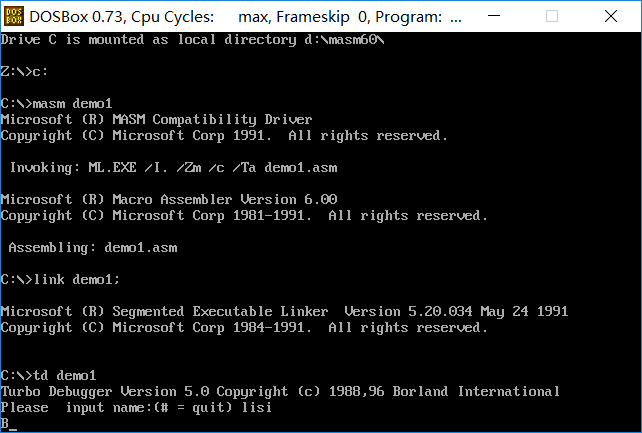 DOS
BOX
DOSBox 0.73, Cpu Cycles: max, Frameskip 0, Program: ...
Drive C is mounted as local directory d:\masm60\
Z:\>c:
C:\>masm demo1
Microsoft (R) MASM Compatibility Driver
Copyright (C) Microsoft Corp 1991.  All rights reserved.
Invoking: ML.EXE /I. /Zm /c /Ta demo1.asm
Microsoft (R) Macro Assembler Version 6.00
Copyright (C) Microsoft Corp 1981-1991.  All rights reserved.
Assembling: demo1.asm
C:\>link demo1;
Microsoft (R) Segmented Executable Linker  Version 5.20.034 May 24 1991
Copyright (C) Microsoft Corp 1984-1991.  All rights reserved.
C:\>td demo1
Turbo Debugger Version 5.0 Copyright (c) 1988,96 Borland International
Please  input name:(# = quit) lisi
B_